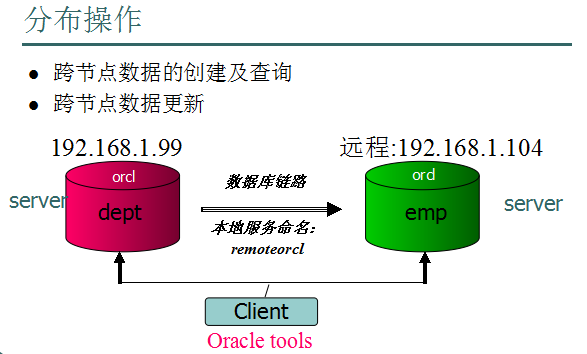 分布操作
● 跨节点数据的创建及查询
● 跨节点数据更新
192.168.1.99
远程:192.168.1.104
orcl
数据库链路
ord
server
dept
emp
server
本地服务命名：
remoteorcl
Client
Oracle tools